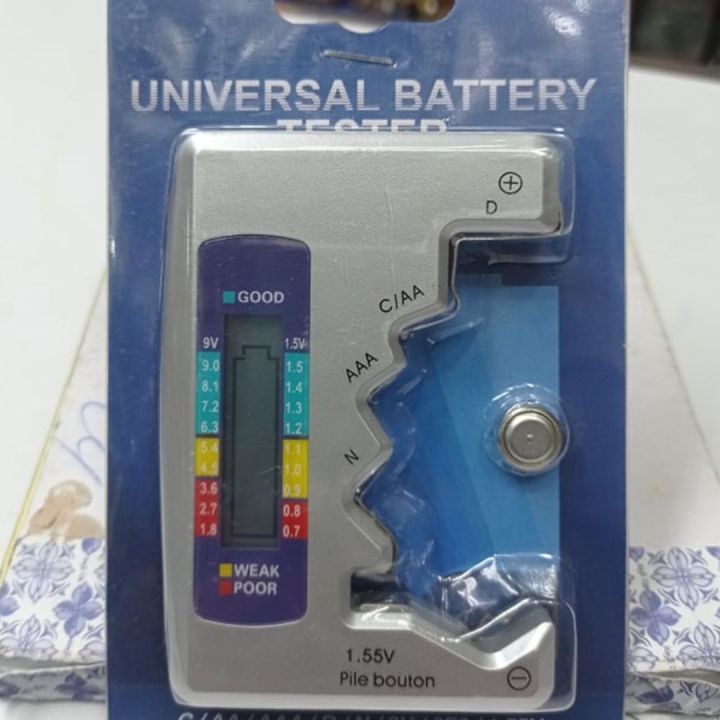 UNIVERSAL BATTERY
TESTER
D
C/AA
AAA
N
GOOD
9V 1.5V
9.0 1.5
8.1 1.4
7.2 1.3
6.3 1.2
5.4 1.1
4.5 1.0
3.6 0.9
2.7 0.8
1.8 0.7
WEAK
POOR
1.55V
Pile bouton